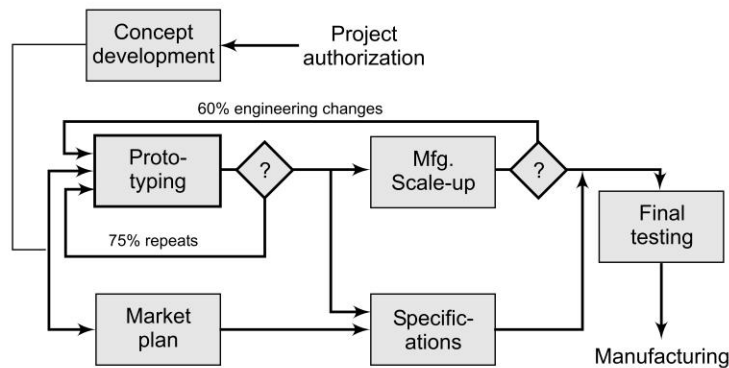 Concept
development
Project
authorization
60% engineering changes
Proto-
typing
?
Mfg.
Scale-up
?
Final
testing
75% repeats
Market
plan
Specific-
ations
Manufacturing